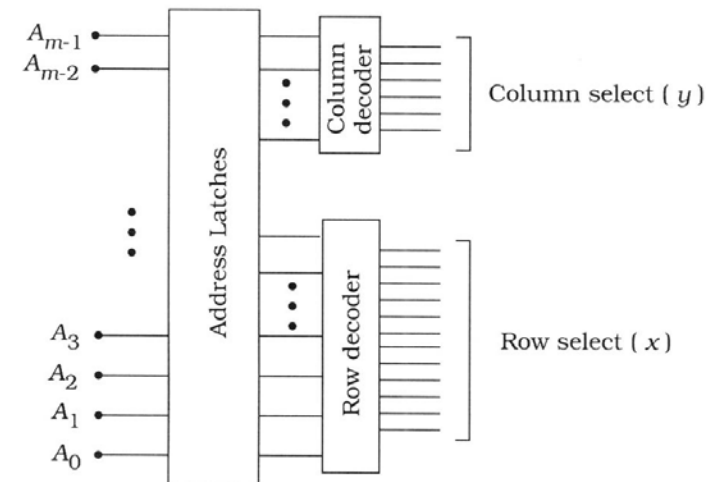 A_{m-1}
A_{m-2}
Column decoder
Column select ( y )
Address Latches
A_3
A_2
A_1
A_0
Row decoder
Row select ( x )